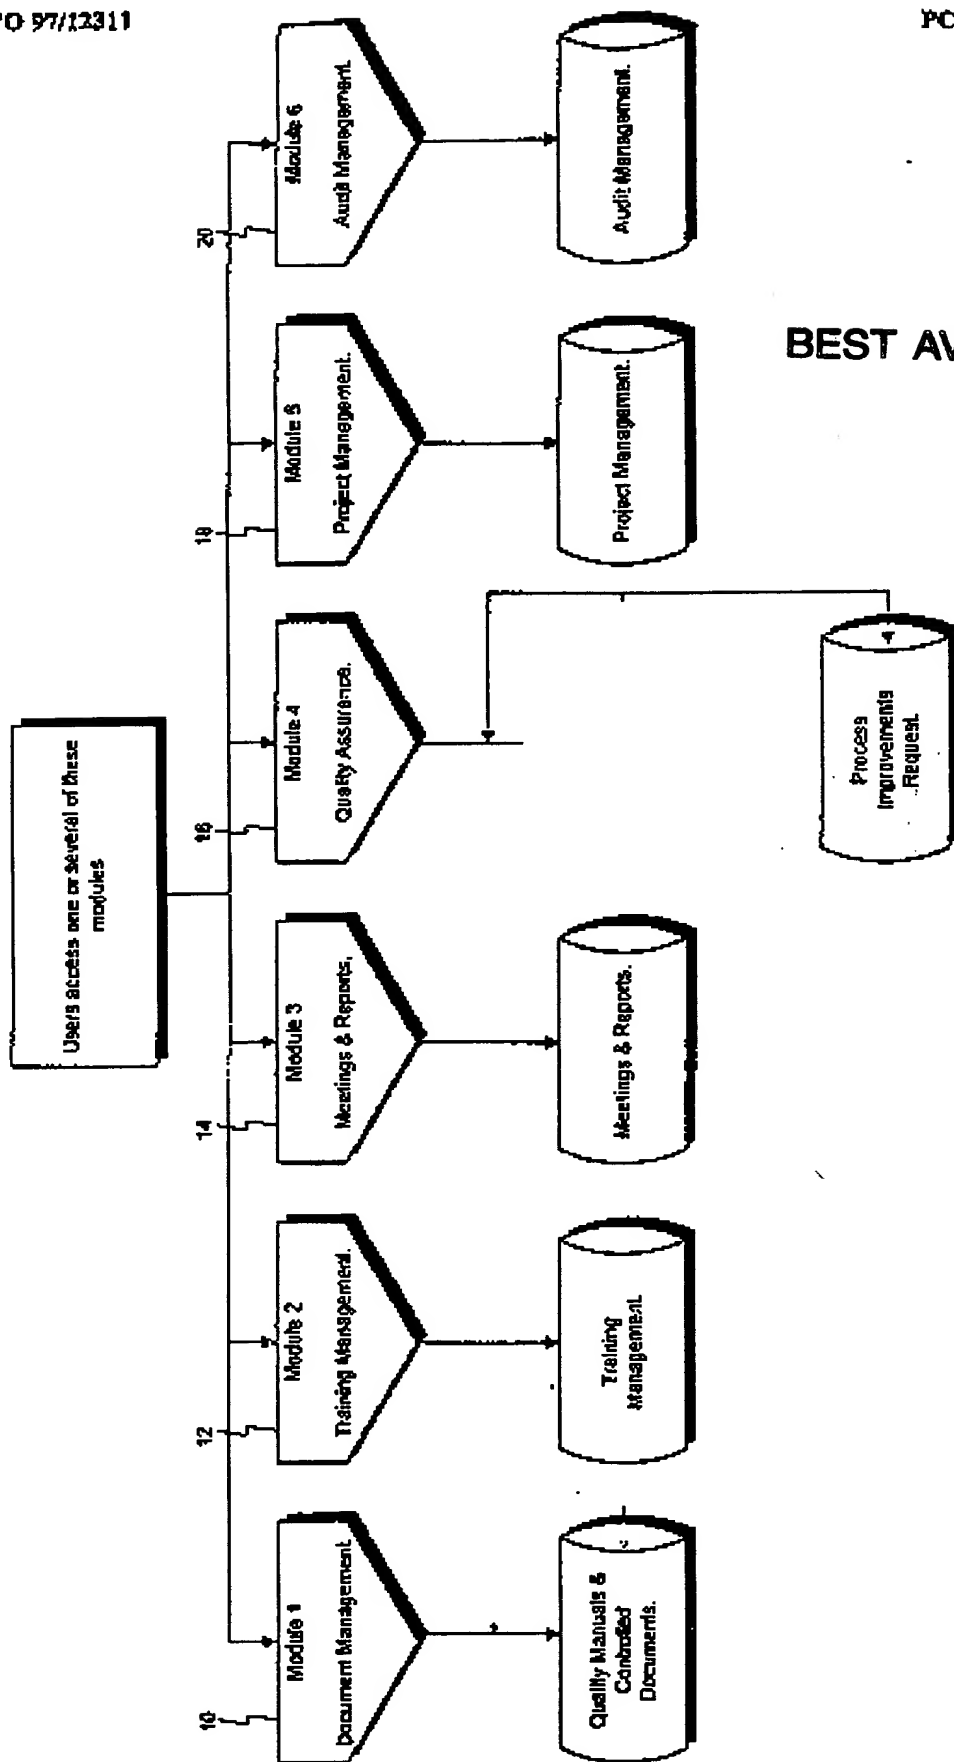 O 97/12311
PC
BEST AV
Users access one or several of these
modules
10
12
14
16
18
20
Module 1
Document Management.
Module 2
Training Management.
Module 3
Meetings & Reports.
Module 4
Quality Assurance.
Module 5
Project Management.
Module 6
Audit Management.
Quality Manuals &
Controlled
Documents.
Training
Management.
Meetings & Reports.
Process
Improvements
Request.
Project Management.
Audit Management.